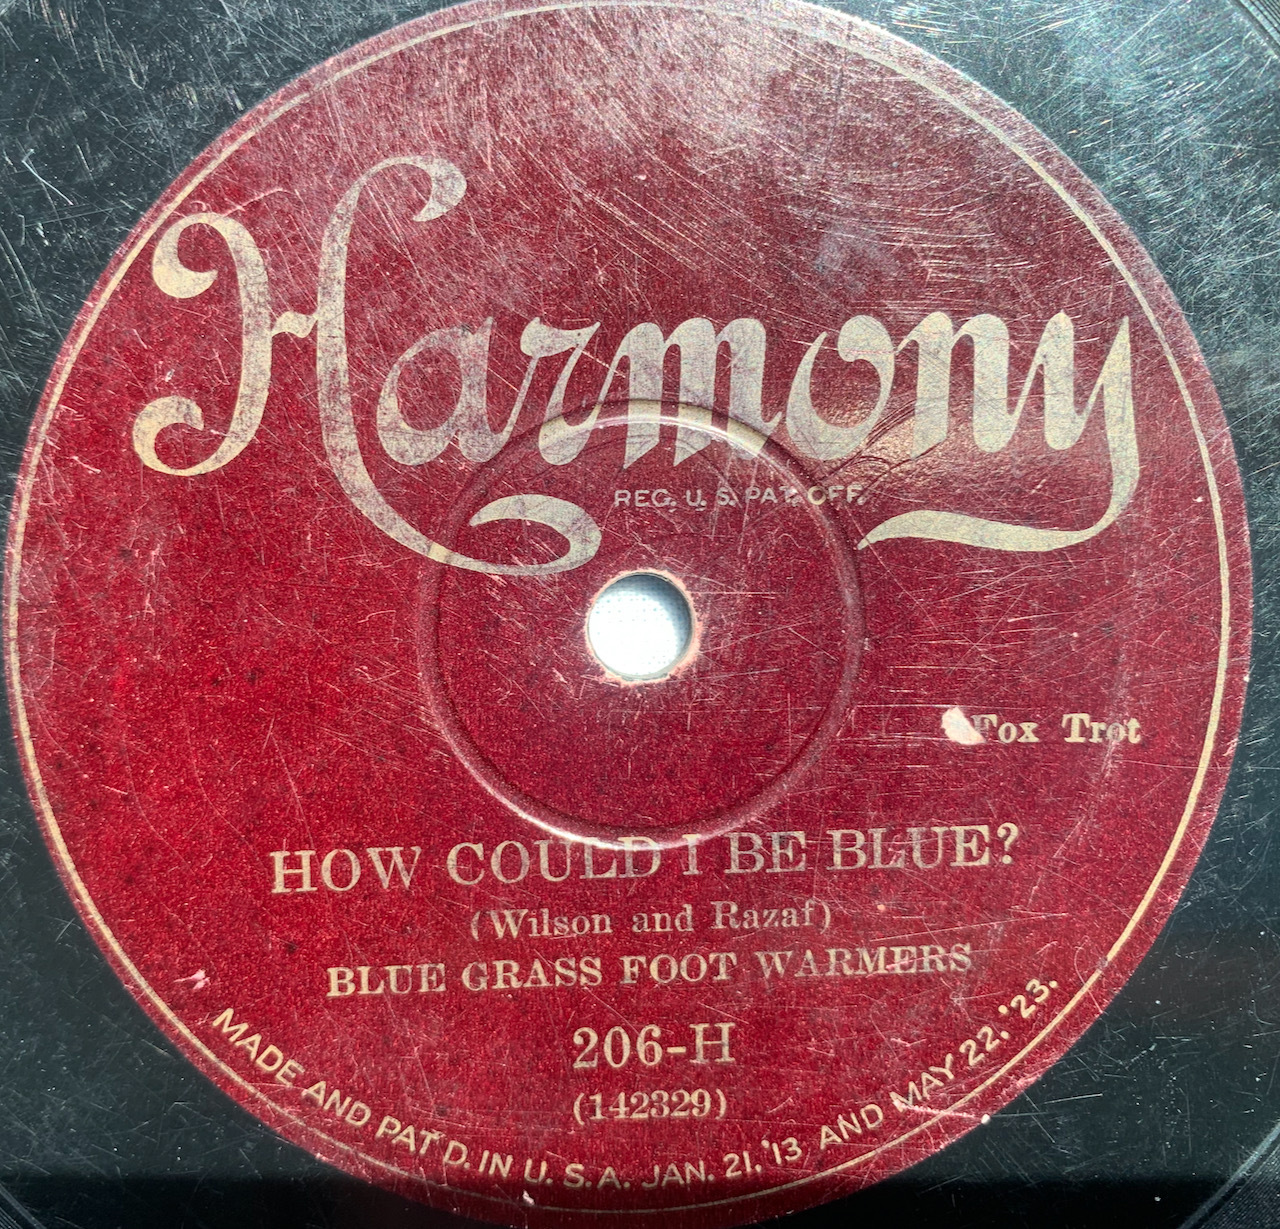 Harmony
REG. U. S. PAT. OFF.
Fox Trot
HOW COULD I BE BLUE?
(Wilson and Razaf)
BLUE GRASS FOOT WARMERS
206-H
(142329)
MADE AND PAT'D. IN U. S. A. JAN. 21. '13 AND MAY 22. '23.